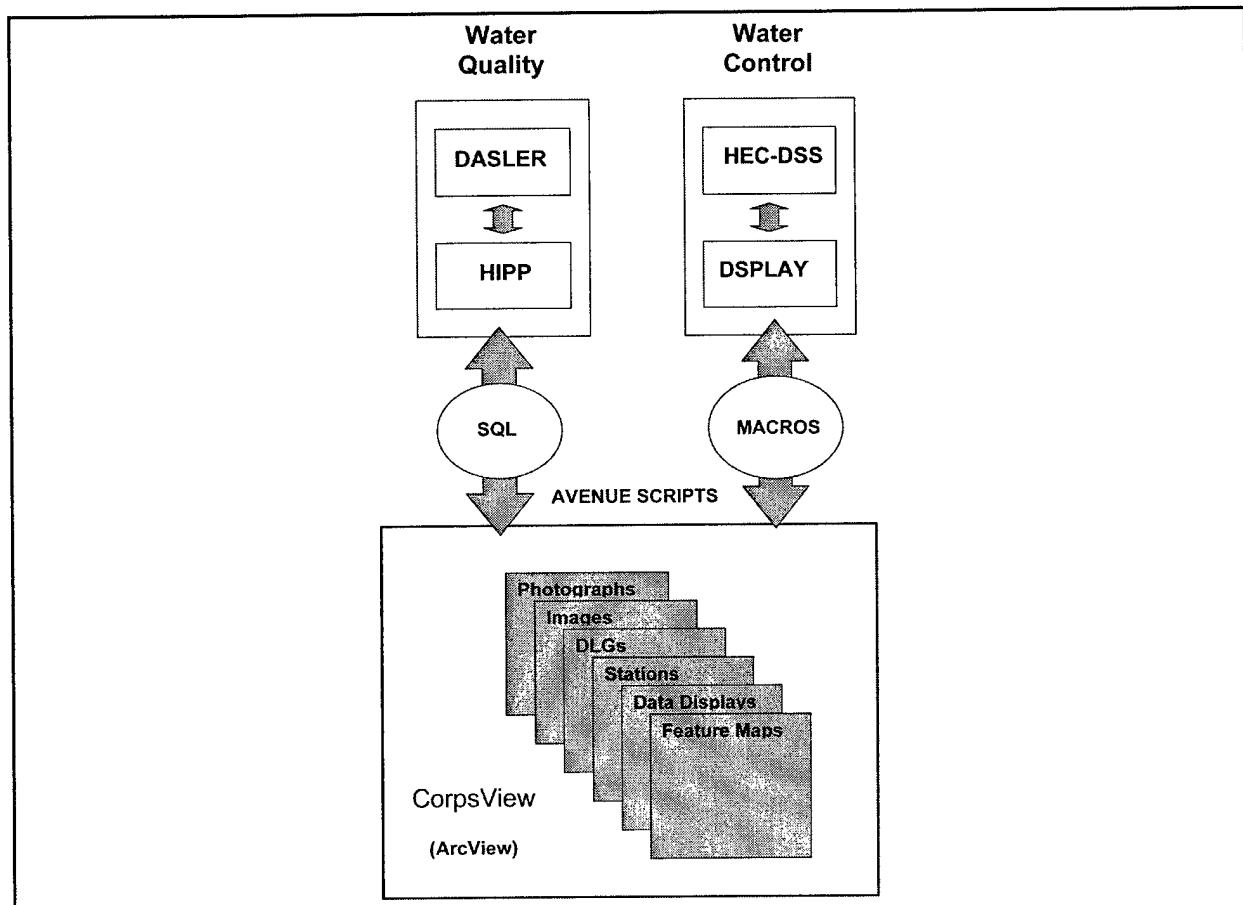 Water
Quality
Water
Control
DASLER
HIPP
HEC-DSS
DSPLAY
SQL
MACROS
AVENUE SCRIPTS
Photographs
Images
DLGs
Stations
Data Displays
Feature Maps
CorpsView
(ArcView)